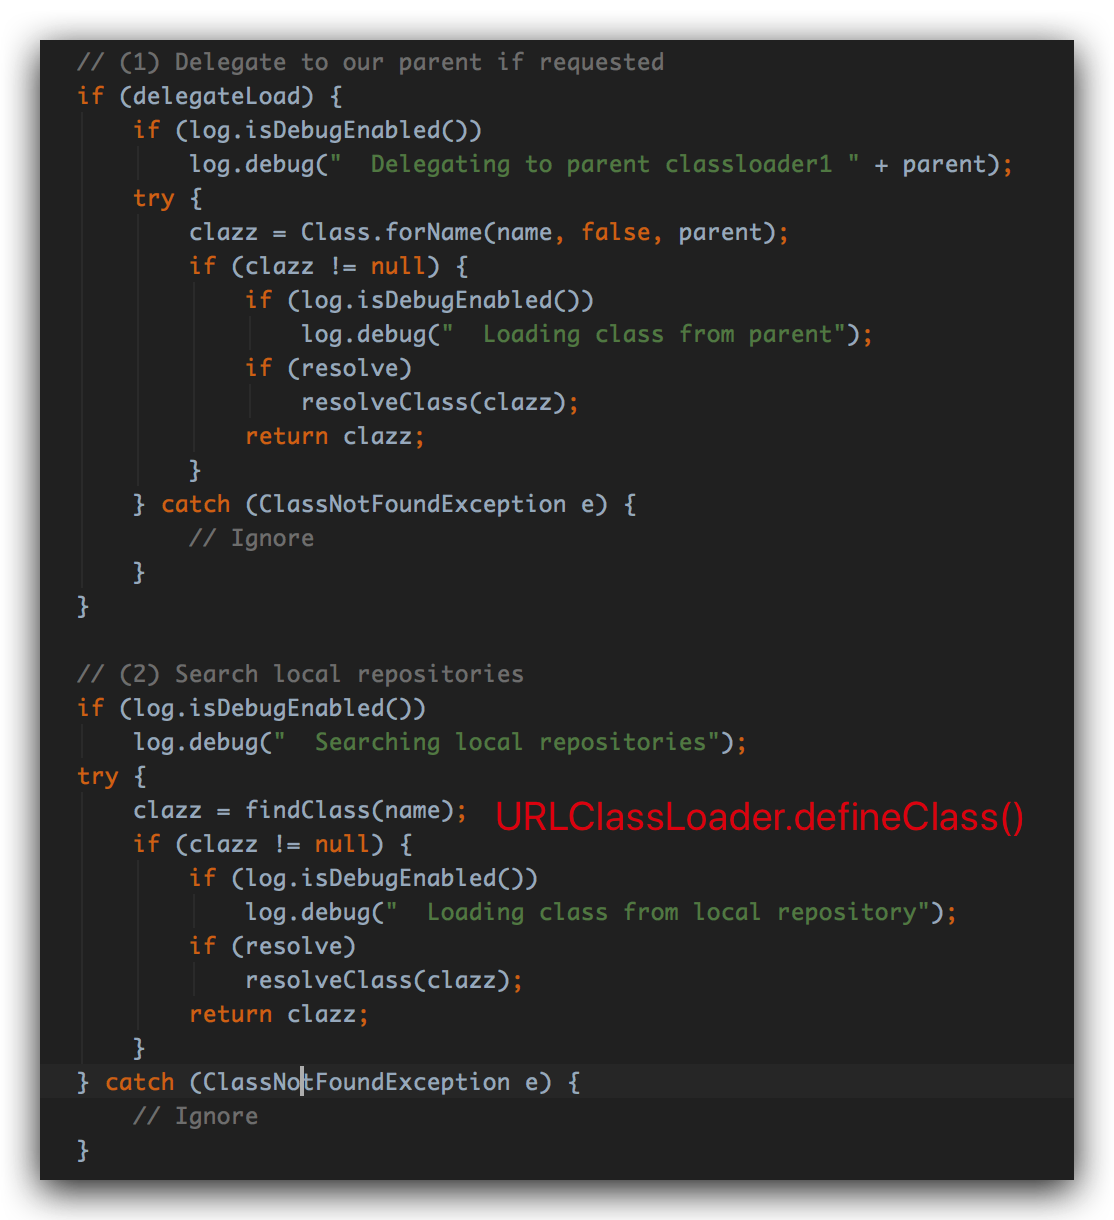 // (1) Delegate to our parent if requested
if (delegateLoad) {
    if (log.isDebugEnabled())
        log.debug("  Delegating to parent classloader1 " + parent);
    try {
        clazz = Class.forName(name, false, parent);
        if (clazz != null) {
            if (log.isDebugEnabled())
                log.debug("  Loading class from parent");
            if (resolve)
                resolveClass(clazz);
            return clazz;
        }
    } catch (ClassNotFoundException e) {
        // Ignore
    }
}

// (2) Search local repositories
if (log.isDebugEnabled())
    log.debug("  Searching local repositories");
try {
    clazz = findClass(name); URLClassLoader.defineClass()
    if (clazz != null) {
        if (log.isDebugEnabled())
            log.debug("  Loading class from local repository");
        if (resolve)
            resolveClass(clazz);
        return clazz;
    }
} catch (ClassNotFoundException e) {
    // Ignore
}